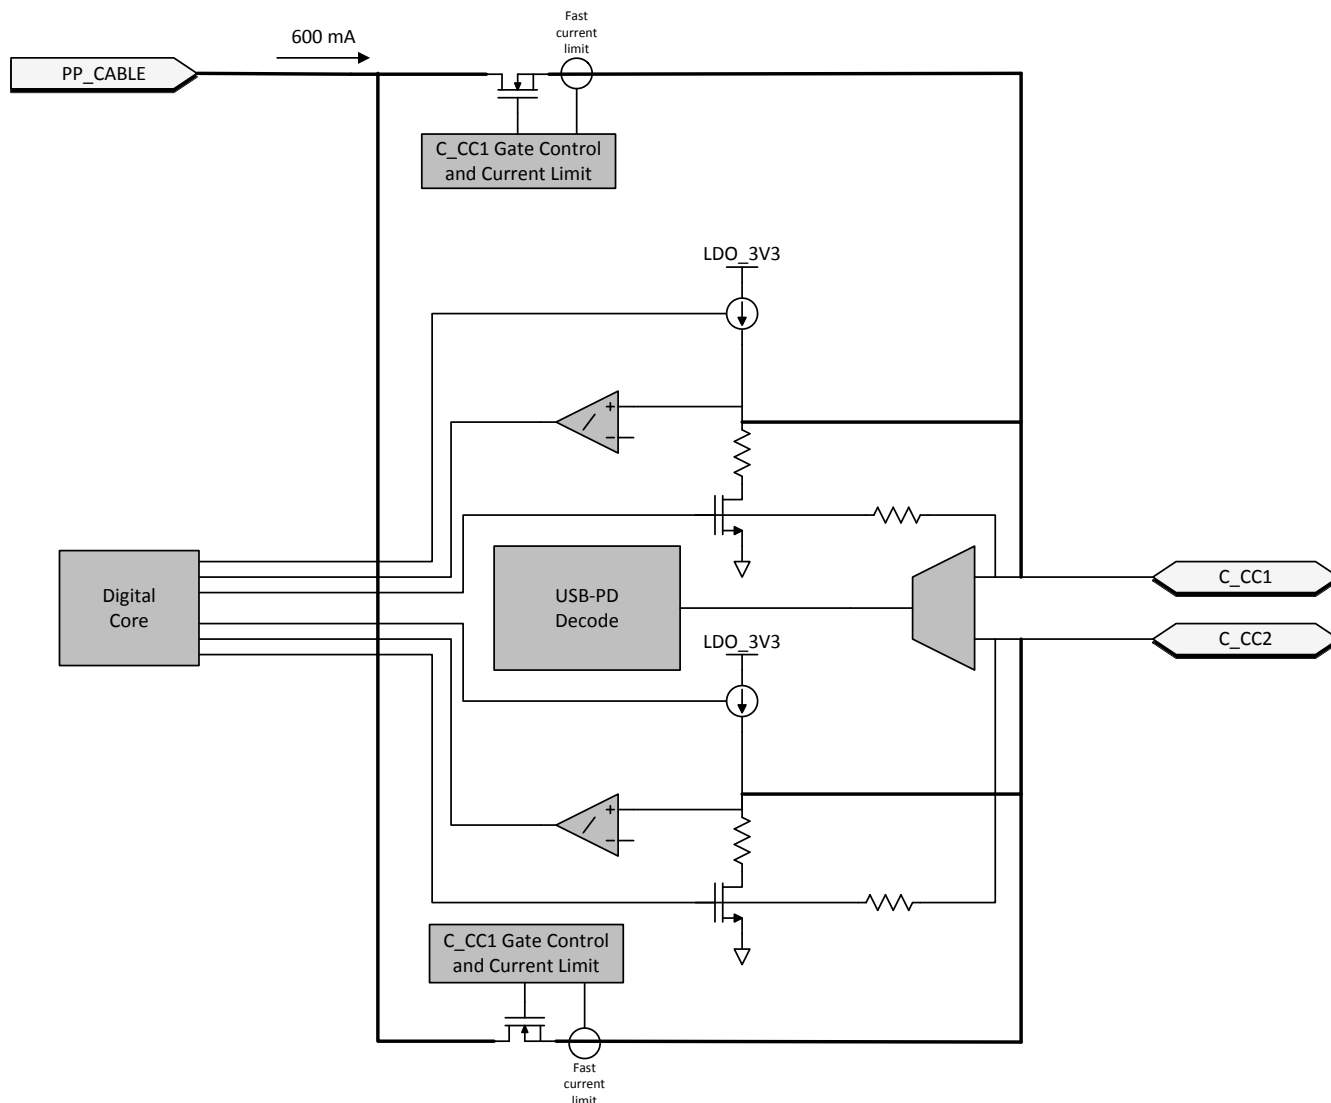 600 mA
PP_CABLE
Fast
current
limit
C_CC1 Gate Control
and Current Limit
LDO_3V3
+
−
Digital
Core
USB-PD
Decode
C_CC1
C_CC2
LDO_3V3
+
−
C_CC1 Gate Control
and Current Limit
Fast
current
limit